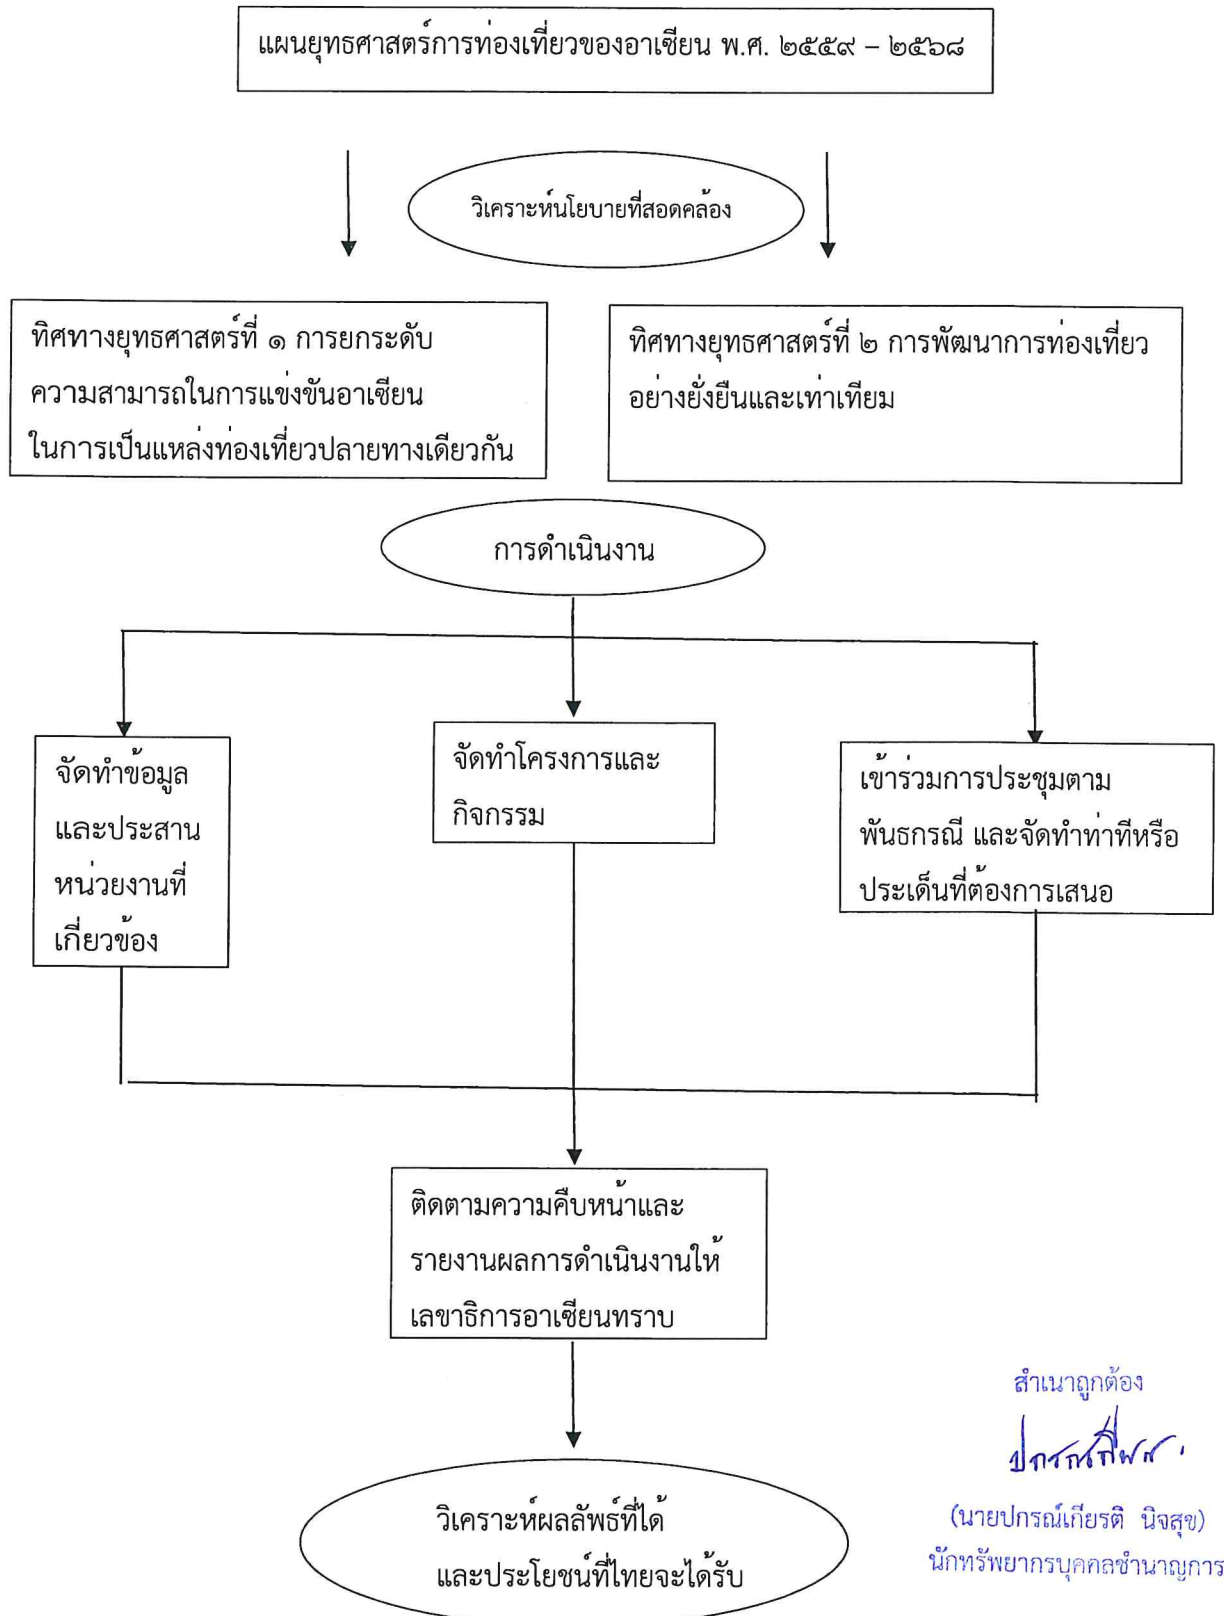 แผนยุทธศาสตร์การท่องเที่ยวของอาเซียน พ.ศ. ๒๕๕๙ – ๒๕๖๘
วิเคราะห์นโยบายที่สอดคล้อง
ทิศทางยุทธศาสตร์ที่ ๑ การยกระดับ
ความสามารถในการแข่งขันอาเซียน
ในการเป็นแหล่งท่องเที่ยวปลายทางเดียวกัน
ทิศทางยุทธศาสตร์ที่ ๒ การพัฒนาการท่องเที่ยว
อย่างยั่งยืนและเท่าเทียม
การดำเนินงาน
จัดทำข้อมูล
และประสาน
หน่วยงานที่
เกี่ยวข้อง
จัดทำโครงการและ
กิจกรรม
เข้าร่วมการประชุมตาม
พันธกรณี และจัดทำท่าทีหรือ
ประเด็นที่ต้องการเสนอ
ติดตามความคืบหน้าและ
รายงานผลการดำเนินงานให้
เลขาธิการอาเซียนทราบ
วิเคราะห์ผลลัพธ์ที่ได้
และประโยชน์ที่ไทยจะได้รับ
สำเนาถูกต้อง
(นายปกรณ์เกียรติ นิจสุข)
นักทรัพยากรบุคคลชำนาญการ